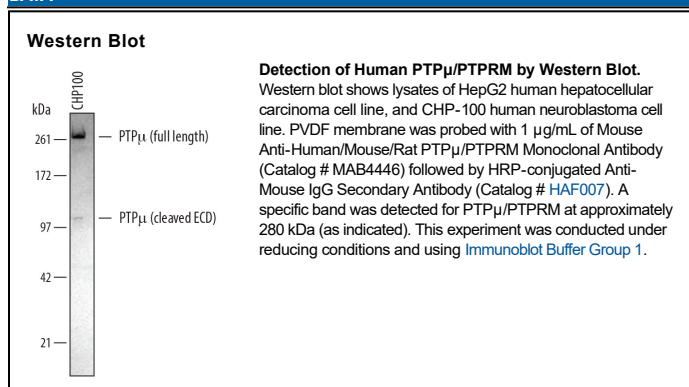 Western Blot
CHP100
kDa
261
PTPμ (full length)
172
97
PTPμ (cleaved ECD)
42
21
Detection of Human PTPμ/PTPRM by Western Blot.
Western blot shows lysates of HepG2 human hepatocellular
carcinoma cell line, and CHP-100 human neuroblastoma cell
line. PVDF membrane was probed with 1 µg/mL of Mouse
Anti-Human/Mouse/Rat PTPμ/PTPRM Monoclonal Antibody
(Catalog # MAB4446) followed by HRP-conjugated Anti-
Mouse IgG Secondary Antibody (Catalog # HAF007). A
specific band was detected for PTPμ/PTPRM at approximately
280 kDa (as indicated). This experiment was conducted under
reducing conditions and using Immunoblot Buffer Group 1.